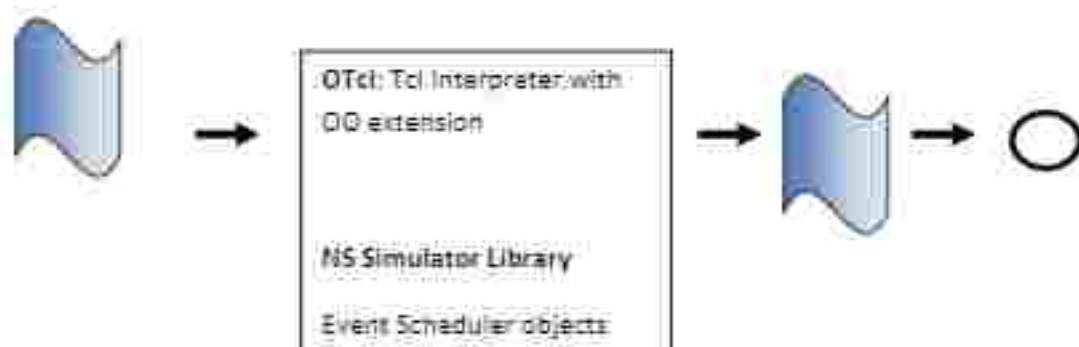 OTcl: Tcl Interpreter with
OO extension
NS Simulator Library
Event Scheduler objects